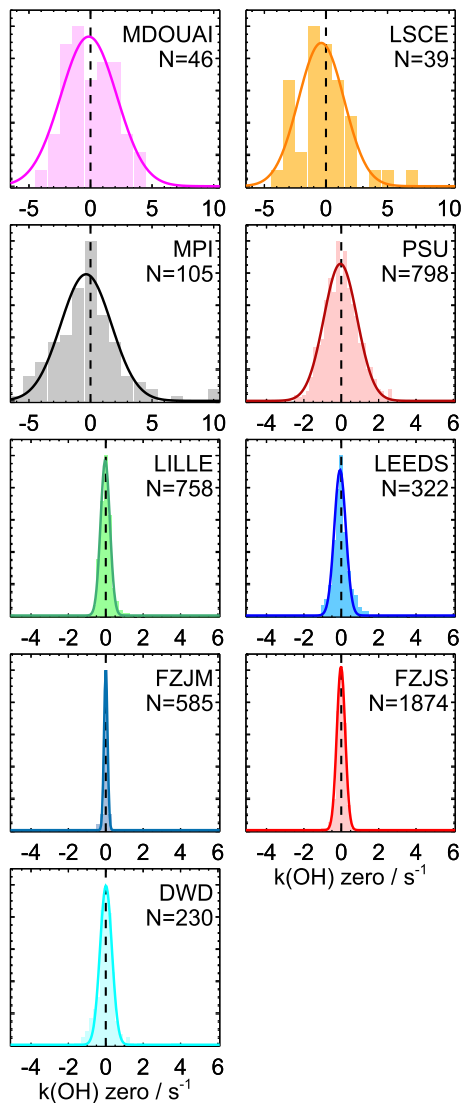 MDOUAI
N=46
-5 0 5 10
LSCE
N=39
-5 0 5 10
MPI
N=105
-5 0 5 10
PSU
N=798
-4 -2 0 2 4 6
LILLE
N=758
-4 -2 0 2 4 6
LEEDS
N=322
-4 -2 0 2 4 6
FZJM
N=585
-4 -2 0 2 4 6
FZJS
N=1874
-4 -2 0 2 4 6
k(OH) zero / s⁻¹
DWD
N=230
-4 -2 0 2 4 6
k(OH) zero / s⁻¹